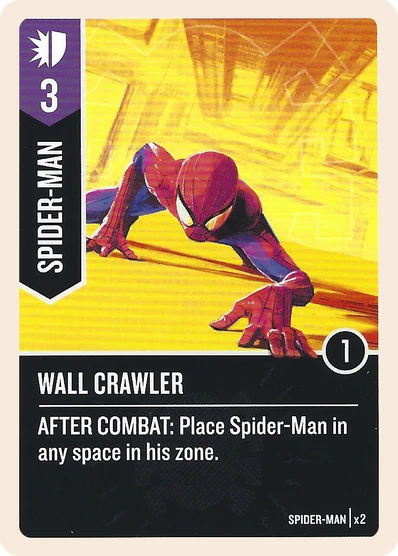 3
SPIDER-MAN
1
WALL CRAWLER
AFTER COMBAT: Place Spider-Man in
any space in his zone.
SPIDER-MAN | x2